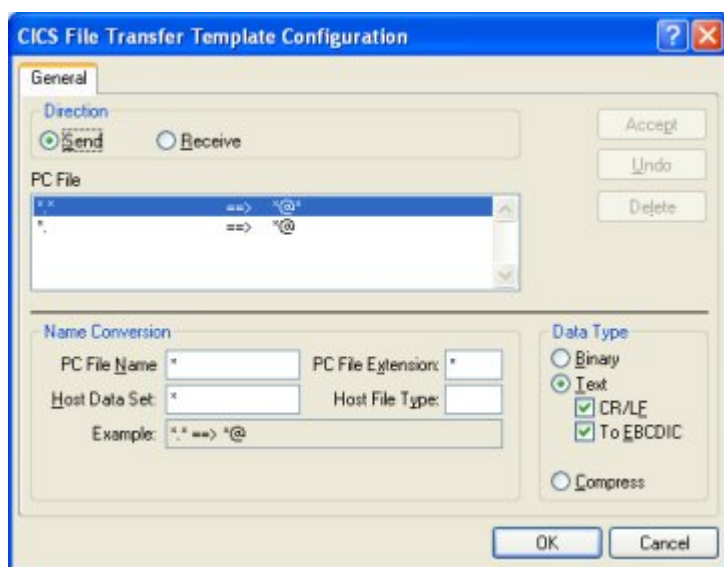 CICS File Transfer Template Configuration
General
Direction
Send Receive
Accept
Undo
Delete
PC File
*.* ==> *@*
*. ==> *@
Name Conversion
PC File Name * PC File Extension: *
Host Data Set: * Host File Type:
Example: *.* ==> *@
Data Type
Binary
Text
CR/LF
To EBCDIC
Compress
OK Cancel